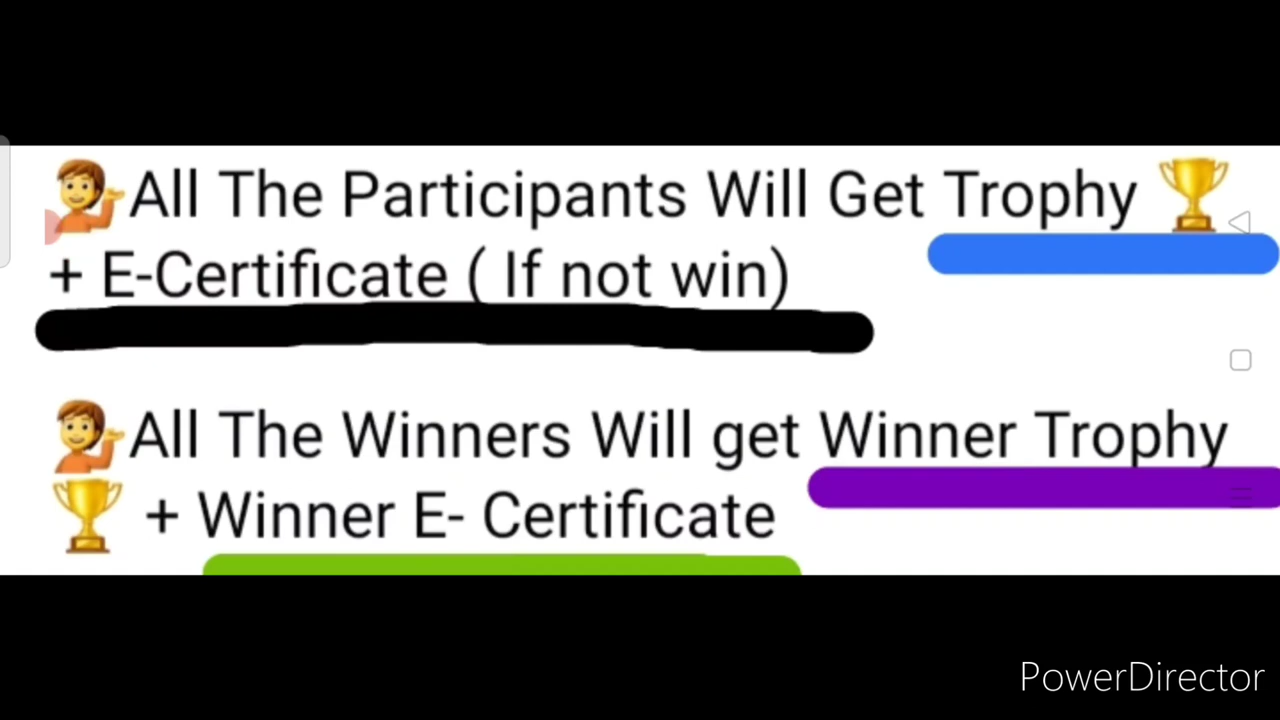 💁All The Participants Will Get Trophy 🏆
+ E-Certificate ( If not win)
💁All The Winners Will get Winner Trophy
🏆 + Winner E- Certificate
PowerDirector